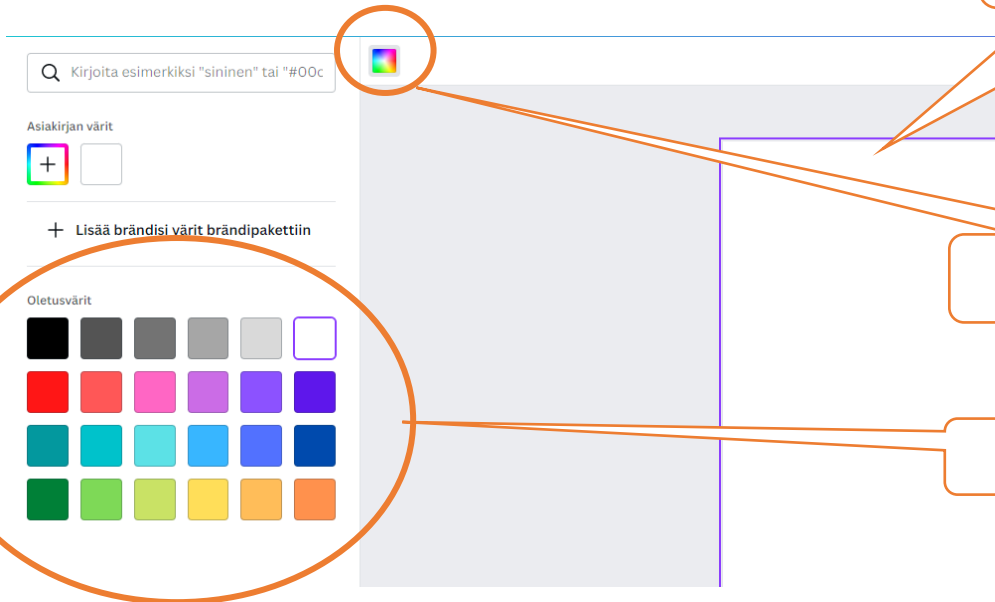 Kirjoita esimerkiksi "sininen" tai "#00c
Asiakirjan värit
+ Lisää brändisi värit brändipakettiin
Oletusvärit